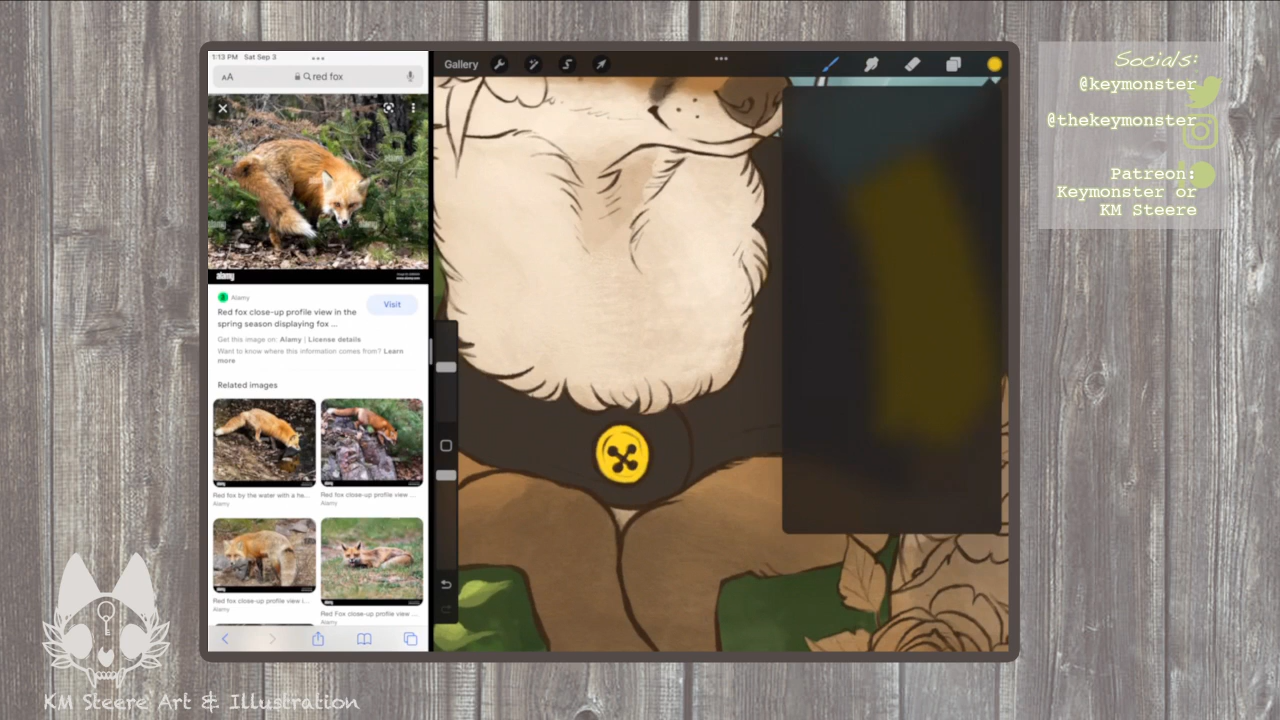 1:13 PM Sat Sep 3
AA
red fox
Gallery
alamy
Alamy
Visit
Red fox close-up profile view in the
spring season displaying fox ...
Get this image on: Alamy | License details
Want to know where this information comes from? Learn
more
Related images
Red fox by the water with a he...
Alamy
Red fox close-up profile view ...
Alamy
Red fox close-up profile view i...
Alamy
Red Fox close-up profile view ...
Alamy
Socials:
@keymonster
@thekeymonster
Patreon:
Keymonster or
KM Steere
KM Steere Art & Illustration